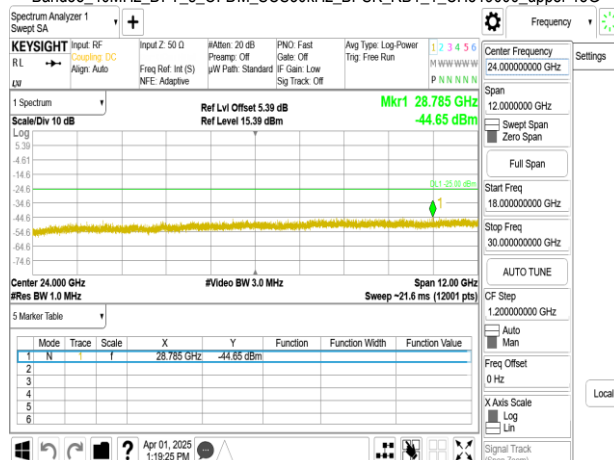 Spectrum Analyzer 1
Swept SA
Frequency
Settings
KEYSIGHT
RL
Input: RF
Coupling: DC
Align: Auto
Input Z: 50 Ω
Freq Ref: Int (S)
NFE: Adaptive
#Atten: 20 dB
Preamp: Off
µW Path: Standard
PNO: Fast
Gate: Off
IF Gain: Low
Sig Track: Off
Avg Type: Log-Power
Trig: Free Run
1 2 3 4 5 6
M W W W W W
P N N N N N
1 Spectrum
Scale/Div 10 dB
Ref Lvl Offset 5.39 dB
Ref Level 15.39 dBm
Mkr1 28.785 GHz
-44.65 dBm
Log
5.39
-4.61
-14.6
-24.6
-34.6
-44.6
-54.6
-64.6
-74.6
DL1 -25.00 dBm
1
Center 24.000 GHz
#Res BW 1.0 MHz
#Video BW 3.0 MHz
Span 12.00 GHz
Sweep ~21.6 ms (12001 pts)
5 Marker Table
Mode Trace Scale X Y Function Function Width Function Value
1 N 1 f 28.785 GHz -44.65 dBm
2
3
4
5
6
Apr 01, 2025
1:19:25 PM
Center Frequency
24.000000000 GHz
Span
12.0000000 GHz
Swept Span
Zero Span
Full Span
Start Freq
18.000000000 GHz
Stop Freq
30.000000000 GHz
AUTO TUNE
CF Step
1.200000000 GHz
Auto
Man
Freq Offset
0 Hz
X Axis Scale
Log
Lin
Signal Track
Local